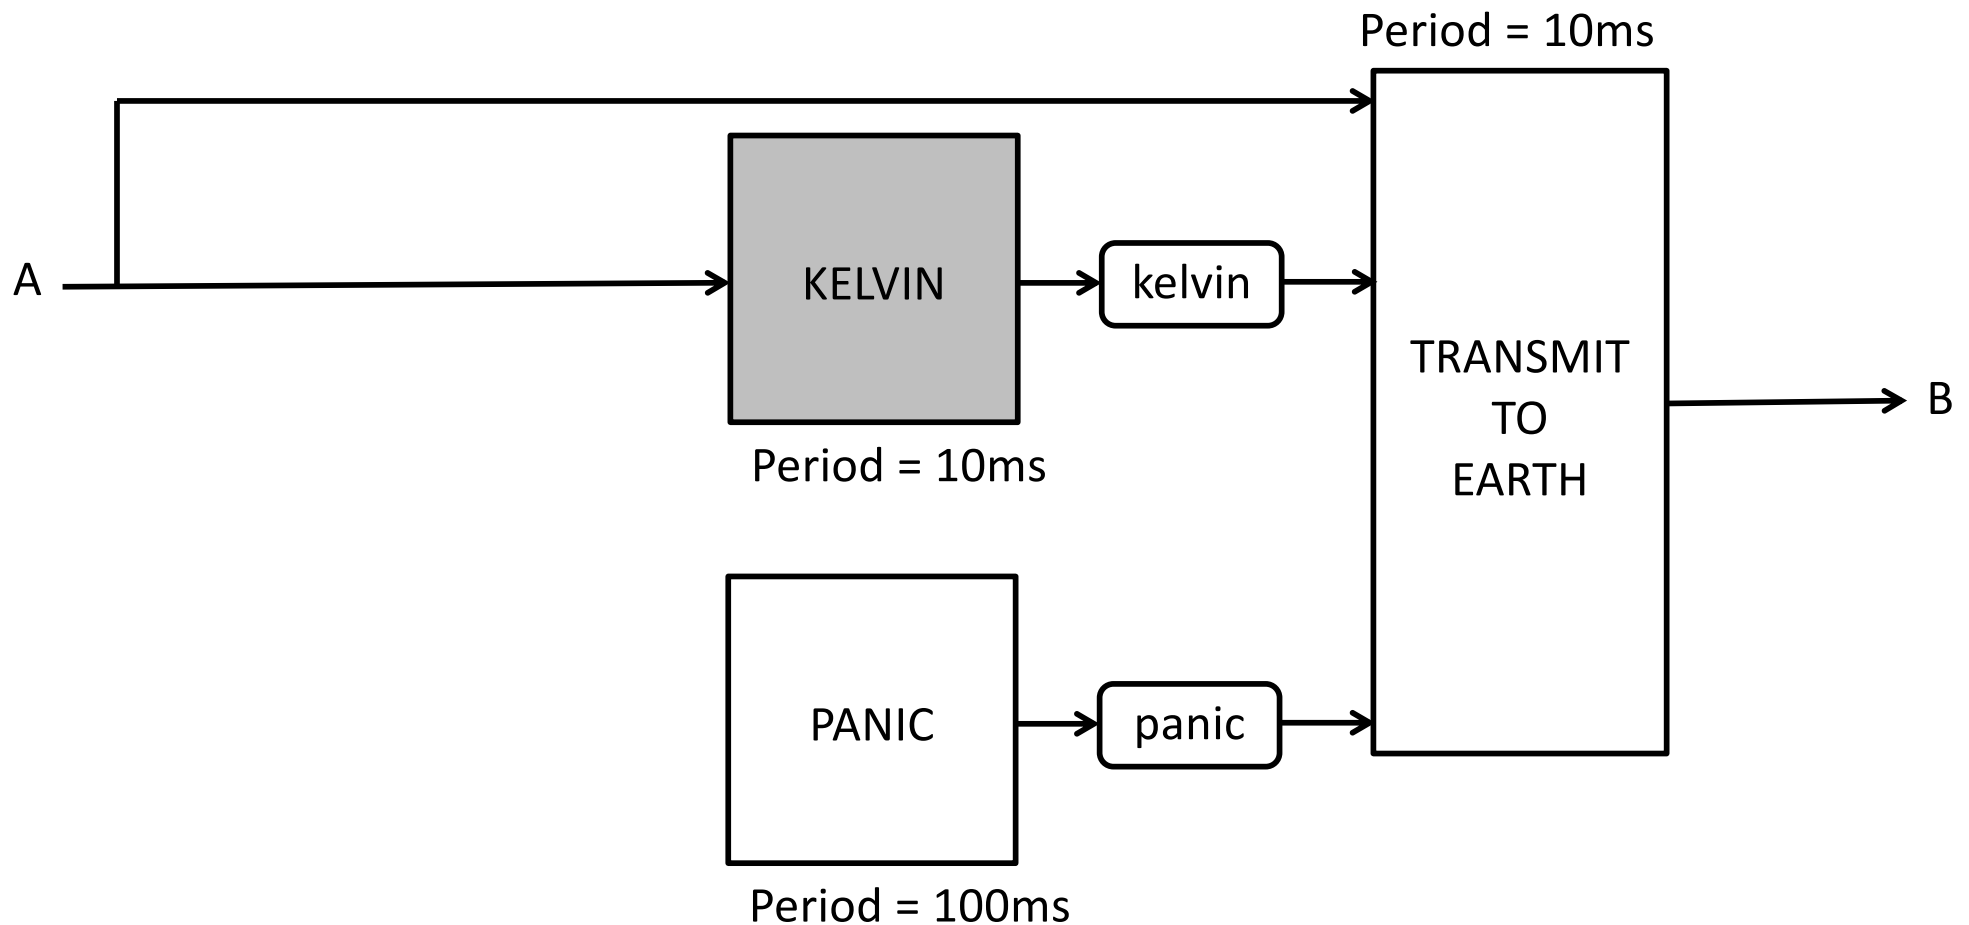 Period = 10ms
A
KELVIN
kelvin
Period = 10ms
TRANSMIT
TO
EARTH
B
PANIC
panic
Period = 100ms